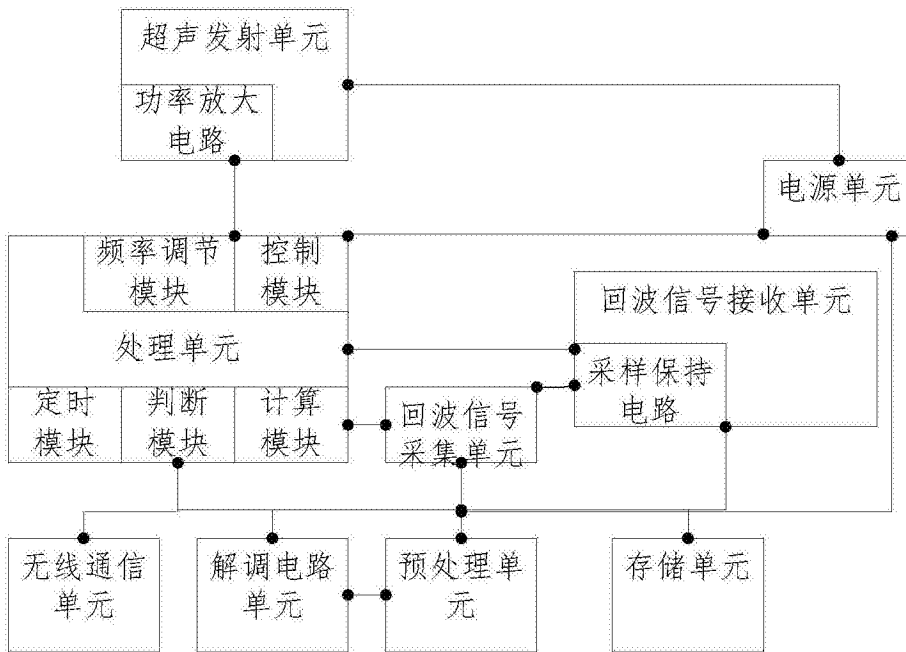 超声发射单元
功率放大
电路
电源单元
频率调节
模块
控制
模块
回波信号接收单元
处理单元
采样保持
电路
定时
模块
判断
模块
计算
模块
回波信号
采集单元
无线通信
单元
解调电路
单元
预处理单
元
存储单元